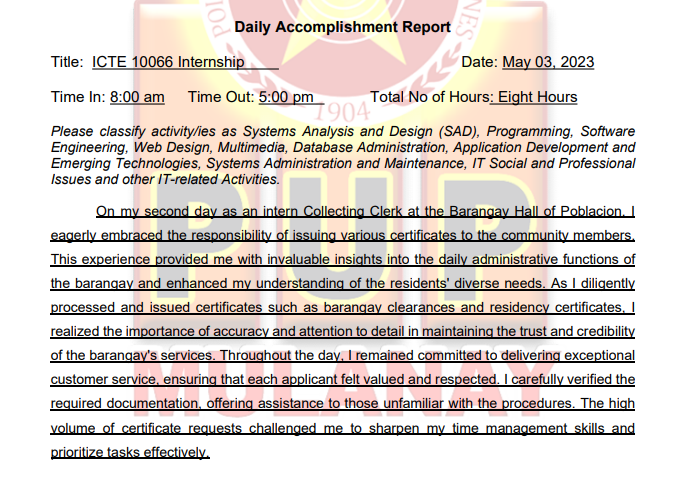 Daily Accomplishment Report
Title: ICTE 10066 Internship Date: May 03, 2023
Time In: 8:00 am Time Out: 5:00 pm Total No of Hours: Eight Hours
1904
Please classify activity/ies as Systems Analysis and Design (SAD), Programming, Software
Engineering, Web Design, Multimedia, Database Administration, Application Development and
Emerging Technologies, Systems Administration and Maintenance, IT Social and Professional
Issues and other IT-related Activities.
PUP
On my second day as an intern Collecting Clerk at the Barangay Hall of Poblacion, I
eagerly embraced the responsibility of issuing various certificates to the community members.
This experience provided me with invaluable insights into the daily administrative functions of
the barangay and enhanced my understanding of the residents' diverse needs. As I diligently
processed and issued certificates such as barangay clearances and residency certificates, I
realized the importance of accuracy and attention to detail in maintaining the trust and credibility
of the barangay's services. Throughout the day, I remained committed to delivering exceptional
customer service, ensuring that each applicant felt valued and respected. I carefully verified the
required documentation, offering assistance to those unfamiliar with the procedures. The high
volume of certificate requests challenged me to sharpen my time management skills and
prioritize tasks effectively.
MULANAY